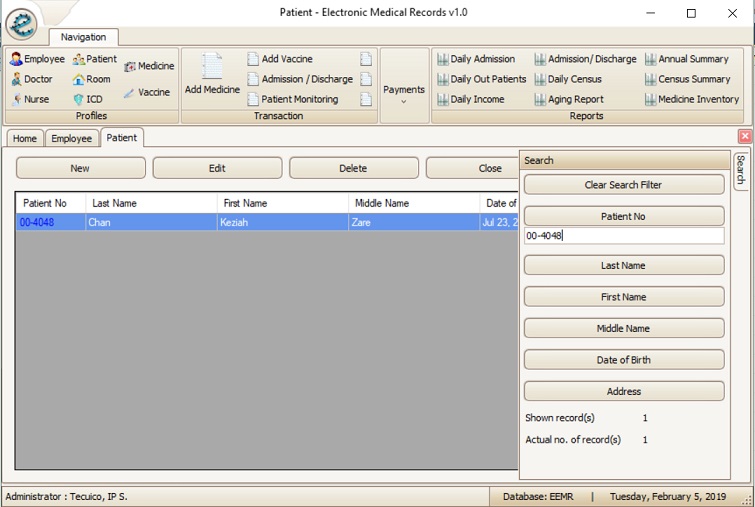 Patient - Electronic Medical Records v1.0
Navigation
Employee Patient Medicine
Doctor Room Vaccine
Nurse ICD
Profiles
Add Medicine
Add Vaccine
Admission / Discharge
Patient Monitoring
Transaction
Payments
Daily Admission Admission/ Discharge Annual Summary
Daily Out Patients Daily Census Census Summary
Daily Income Aging Report Medicine Inventory
Reports
Home Employee Patient
New Edit Delete Close
Patient No Last Name First Name Middle Name Date of
00-4048 Chan Keziah Zare Jul 23, 2
Search
Search
Clear Search Filter
Patient No
00-4048
Last Name
First Name
Middle Name
Date of Birth
Address
Shown record(s) 1
Actual no. of record(s) 1
Administrator : Tecuico, IP S. Database: EEMR | Tuesday, February 5, 2019